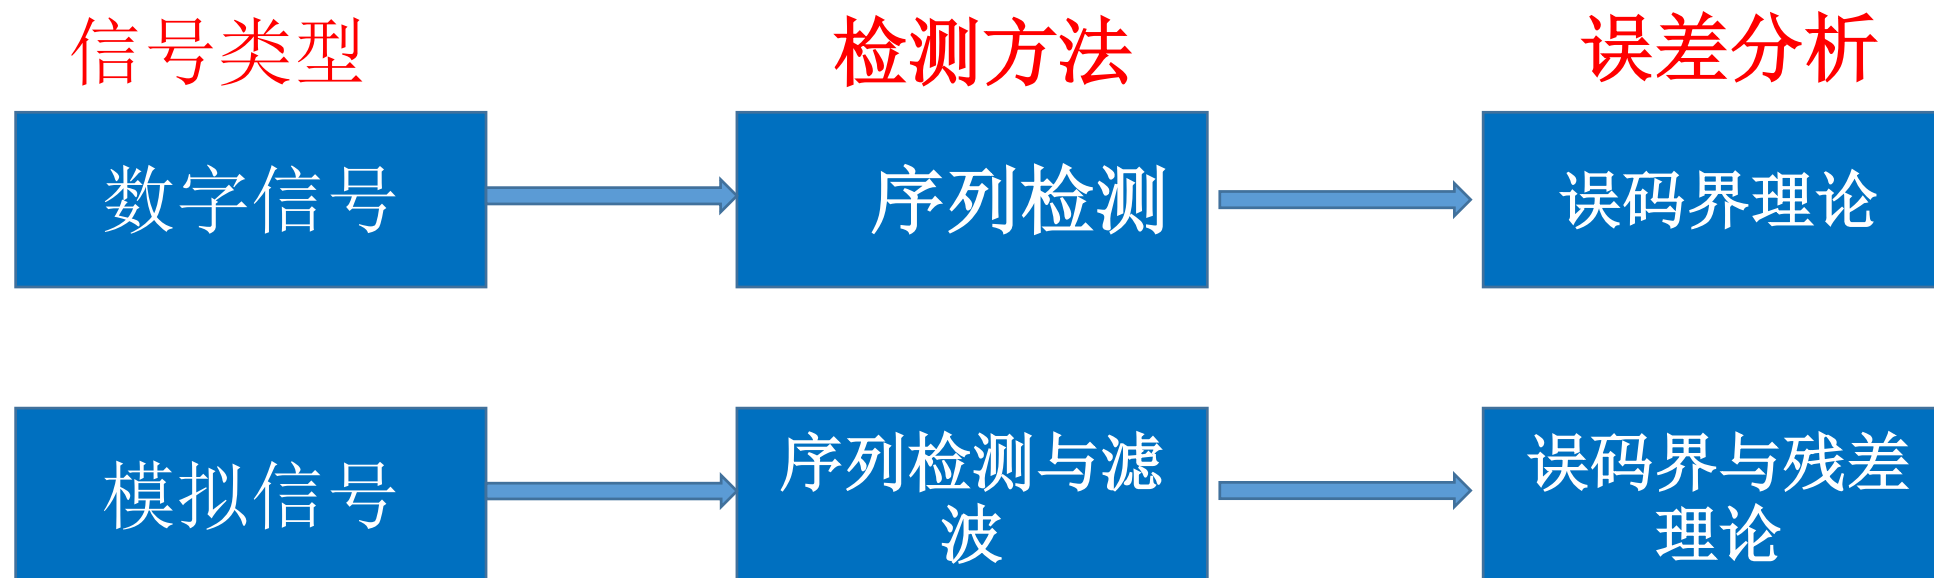 信号类型
检测方法
误差分析
数字信号
序列检测
误码界理论
模拟信号
序列检测与滤
波
误码界与残差
理论